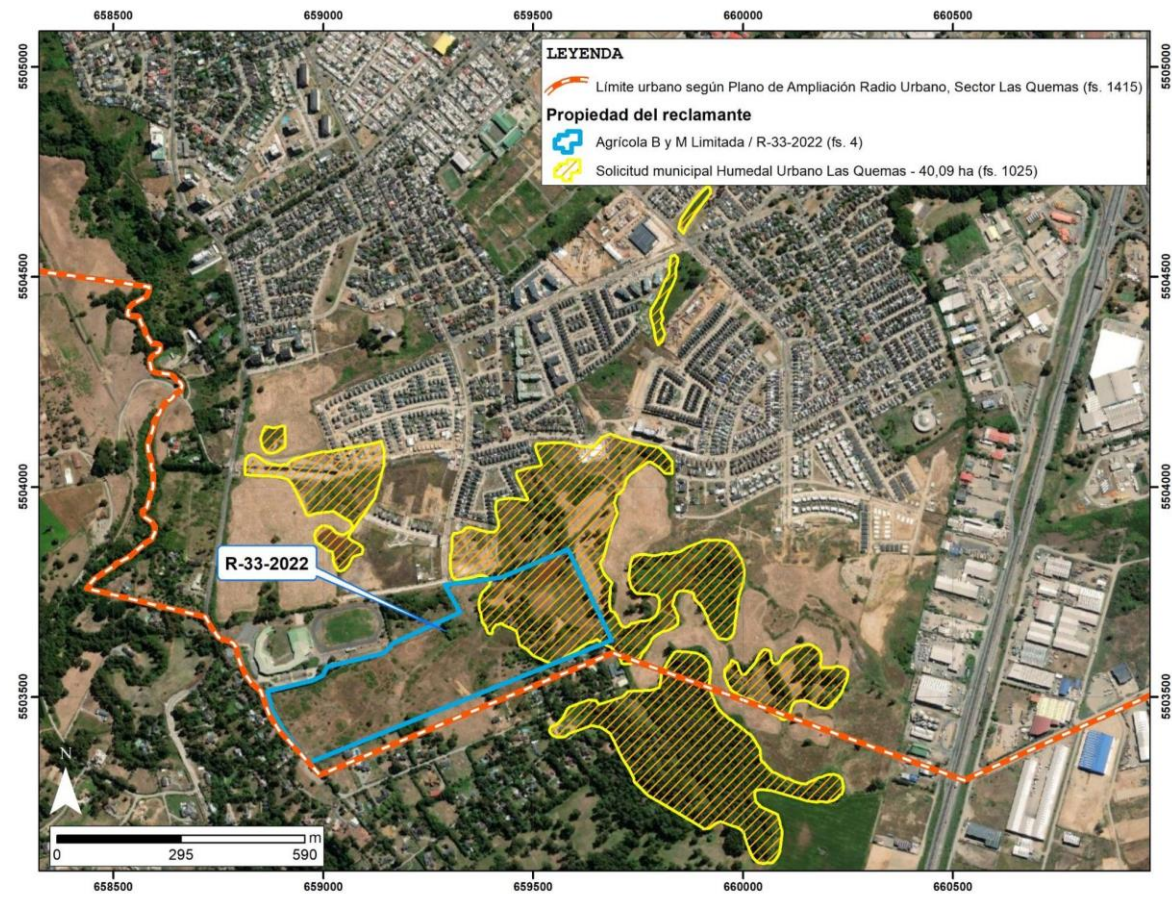 658500 659000 659500 660000 660500
5505000
5505000
LEYENDA
Límite urbano según Plano de Ampliación Radio Urbano, Sector Las Quemas (fs. 1415)
Propiedad del reclamante
Agrícola B y M Limitada / R-33-2022 (fs. 4)
Solicitud municipal Humedal Urbano Las Quemas - 40,09 ha (fs. 1025)
5504500
5504500
5504000
5504000
R-33-2022
5503500
5503500
N
m
0 295 590
658500 659000 659500 660000 660500